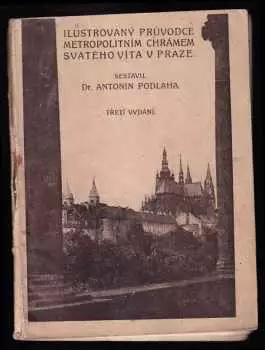 ILUSTROVANÝ PRŮVODCE
METROPOLITNÍM CHRÁMEM
SVATÉHO VÍTA V PRAZE.
SESTAVIL
Dr. ANTONÍN PODLAHA.
TŘETÍ VYDÁNÍ.